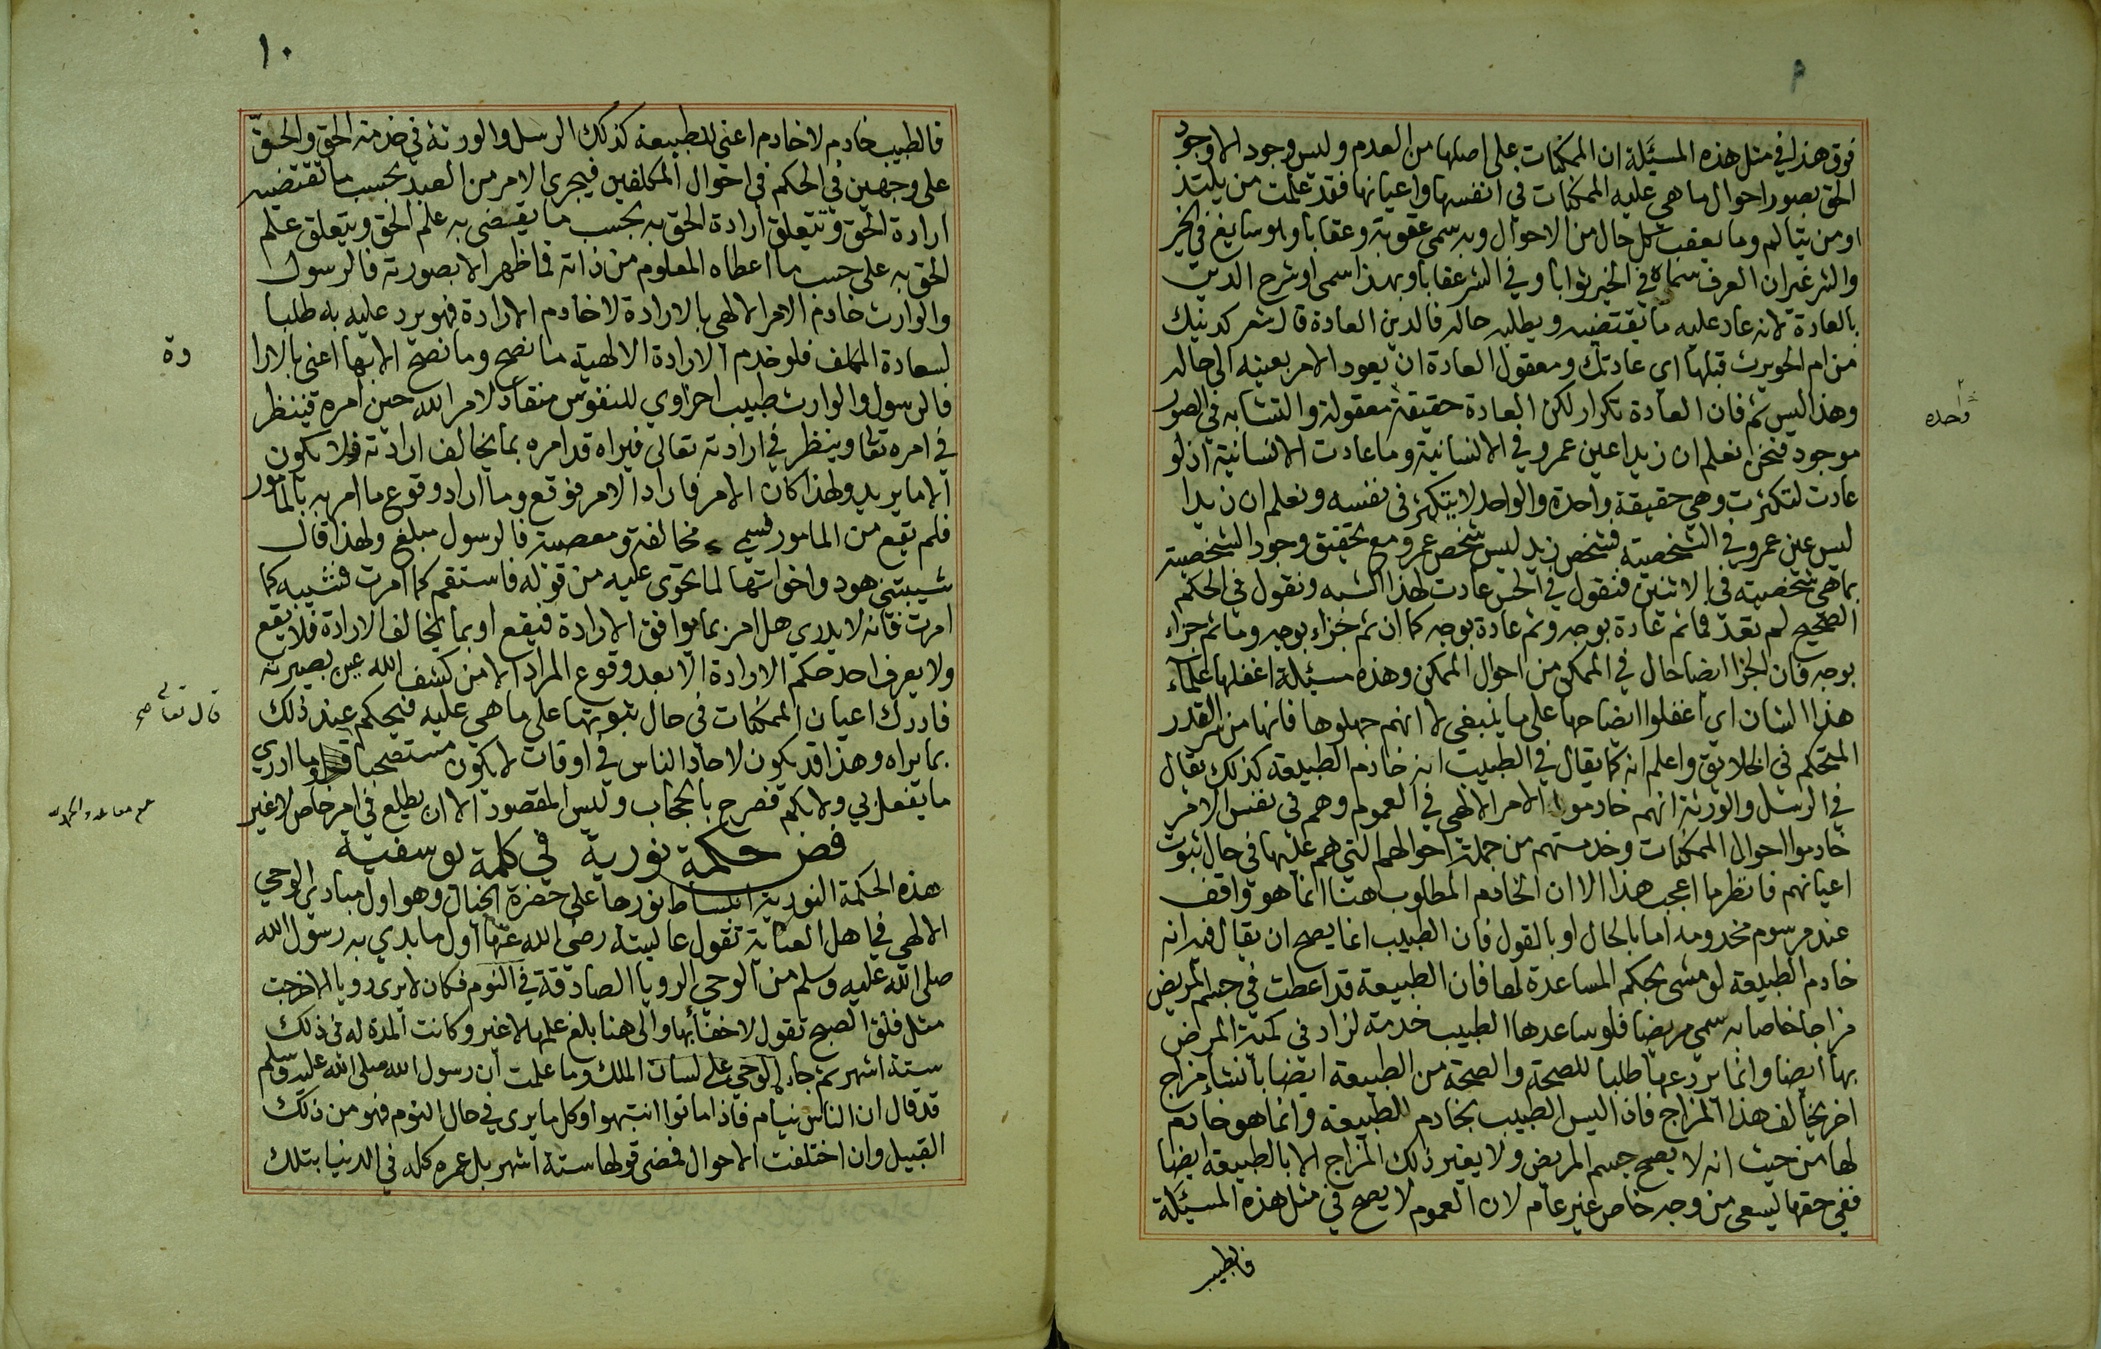 فوق هذا في مثل هذه المسئلة ان الممكنات على اصلها من العدم وليس وجود الا وجود
الحق بصور احوال ما هي عليه الممكنات في انفسها واعيانها فقد علمت من يلتذ
او من يتالم وما يعقب كل حال من الاحوال وبه سمي عقوبة وعقابا وهو سايغ في الخير
والشر غير ان العرف سماه في الخير ثوابا وفي الشر عقابا وبهذا سمى او شرح الدين
بالعادة لانه عاد عليه ما يقتضيه ويطلبه حاله فالدين العادة قال شعر كدينك
من ام الحويرث قبلها اي عادتك ومعقول العادة ان يعود الامر بعينه الى حاله
وهذا ليس ثم فان العادة تكرار لكن العادة حقيقة معقولة والتشابه في الصور
موجود فنحن نعلم ان زيدا عين عمرو في الانسانية وما عادت الانسانية اذ لو
عادت لتكثرت وهي حقيقة واحدة والواحد لا يتكثر في نفسه ونعلم ان زيدا
ليس عين عمرو في الشخصية فشخص زيد ليس شخص عمرو مع تحقيق وجود الشخصية
بما هي شخصية في الاثنين فنقول في الحس عادت لهذا الشبه ونقول في الحكم
الصحيح لم تعد فما ثم عادة بوجه وثم عادة بوجه كما ان ثم جزاء بوجه وما ثم جزاء
بوجه فان الجزا ايضا حال في الممكن من احوال الممكن وهذه مسئلة اغفلها علماء
هذا الشان اي اغفلوا ايضاحها على ما ينبغي لا انهم جهلوها فانها من سر القدر
المتحكم في الخلايق واعلم انه كما يقال في الطبيب انه خادم الطبيعة كذلك يقال
في الرسل والورثة انهم خادموا الامر الالهي في العموم وهم في نفس الامر
خادموا احوال الممكنات وخدمتهم من جملة احوالهم التي هم عليها في حال ثبوت
اعيانهم فانظر ما اعجب هذا الا ان الخادم المطلوب هنا انما هو واقف
عند مرسوم مخدومه اما بالحال او بالقول فان الطبيب انما يصح ان يقال فيه انه
خادم الطبيعة لو مشى بحكم المساعدة لها فان الطبيعة قد اعطت في جسم المريض
مزاجا خاصا به سمي مريضا فلو ساعدها الطبيب خدمة لزاد في كمية المرض
بها ايضا وانما يردعها طلبا للصحة والصحة من الطبيعة ايضا بانشاء مزاج
اخر يخالف هذا المزاج فاذا ليس الطبيب بخادم للطبيعة وانما هو خادم
لها من حيث انه لا يصح جسم المريض ولا يغير ذلك المزاج الا بالطبيعة ايضا
ففي حقها يسعى من وجه خاص غير عام لان العموم لا يصح في مثل هذه المسئلة
فالطبيب
١٠
فالطبيب خادم لا خادم اعني للطبيعة كذلك الرسل والورثة في خدمة الحق والحق
على وجهين في الحكم في احوال المكلفين فيجري الامر من العبد بحسب ما تقتضيه
ارادة الحق وتتعلق ارادة الحق به بحسب ما يقتضى به علم الحق ويتعلق علم
الحق به على حسب ما اعطاه المعلوم من ذاته فما ظهر الا بصورته فالرسول
والوارث خادم الامر الالهي بالارادة لا خادم الارادة فهو يرد عليه به طلبا
لسعادة المكلف فلو خدم الارادة الالهية ما نصح وما نصح الا بها اعني بالارا
دة
فالرسول والوارث طبيب اخراوي للنفوس منقاد لامر الله حين امره فينظر
في امره تعالى وينظر في ارادته تعالى فيراه قد امره بما يخالف ارادته ولا يكون
الا ما يريد ولهذا كان الامر فاراد الامر فوقع وما اراد وقوع ما امر به بالمامور
فلم يقع من المامور فسمي مخالفة ومعصية فالرسول مبلغ ولهذا قال
شيبتني هود واخواتها لما تحوى عليه من قوله فاستقم كما امرت فشيبه كما
امرت فانه لا يدري هل امر بما يوافق الارادة فيقع او بما يخالف الارادة فلا يقع
ولا يعرف احد حكم الارادة الا بعد وقوع المراد الا من كشف الله عين بصيرته
فادرك اعيان الممكنات في حال ثبوتها على ما هي عليه فيحكم عند ذلك
بما يراه وهذا قد يكون لاحاد الناس في اوقات لا يكون مستصحبا وما ادري
قال تعالى صح
ما يفعل بي ولا بكم فصرح بالحجاب وليس المقصود الا ان يطلع في امر خاص لا غير
فص حكمة نورية في كلمة يوسفية
هذه الحكمة النورية انبساط نورها على حضرة الخيال وهو اول مبادي الوحي
الالهي في اهل العناية تقول عائشة رضي الله عنها اول ما بدي به رسول الله
صلى الله عليه وسلم من الوحي الرويا الصادقة في النوم فكان لا يرى رويا الا خرجت
مثل فلق الصبح تقول لا خفاء بها والى هنا بلغ علمها لا غير وكانت المدة له في ذلك
ستة اشهر ثم جاء الوحي على لسان الملك وما علمت ان رسول الله صلى الله عليه وسلم
قد قال ان الناس نيام فاذا ماتوا انتبهوا وكل ما يرى في حال النوم فهو من ذلك
القبيل وان اختلفت الاحوال فمضى قولها ستة اشهر بل عمره كله في الدنيا بتلك